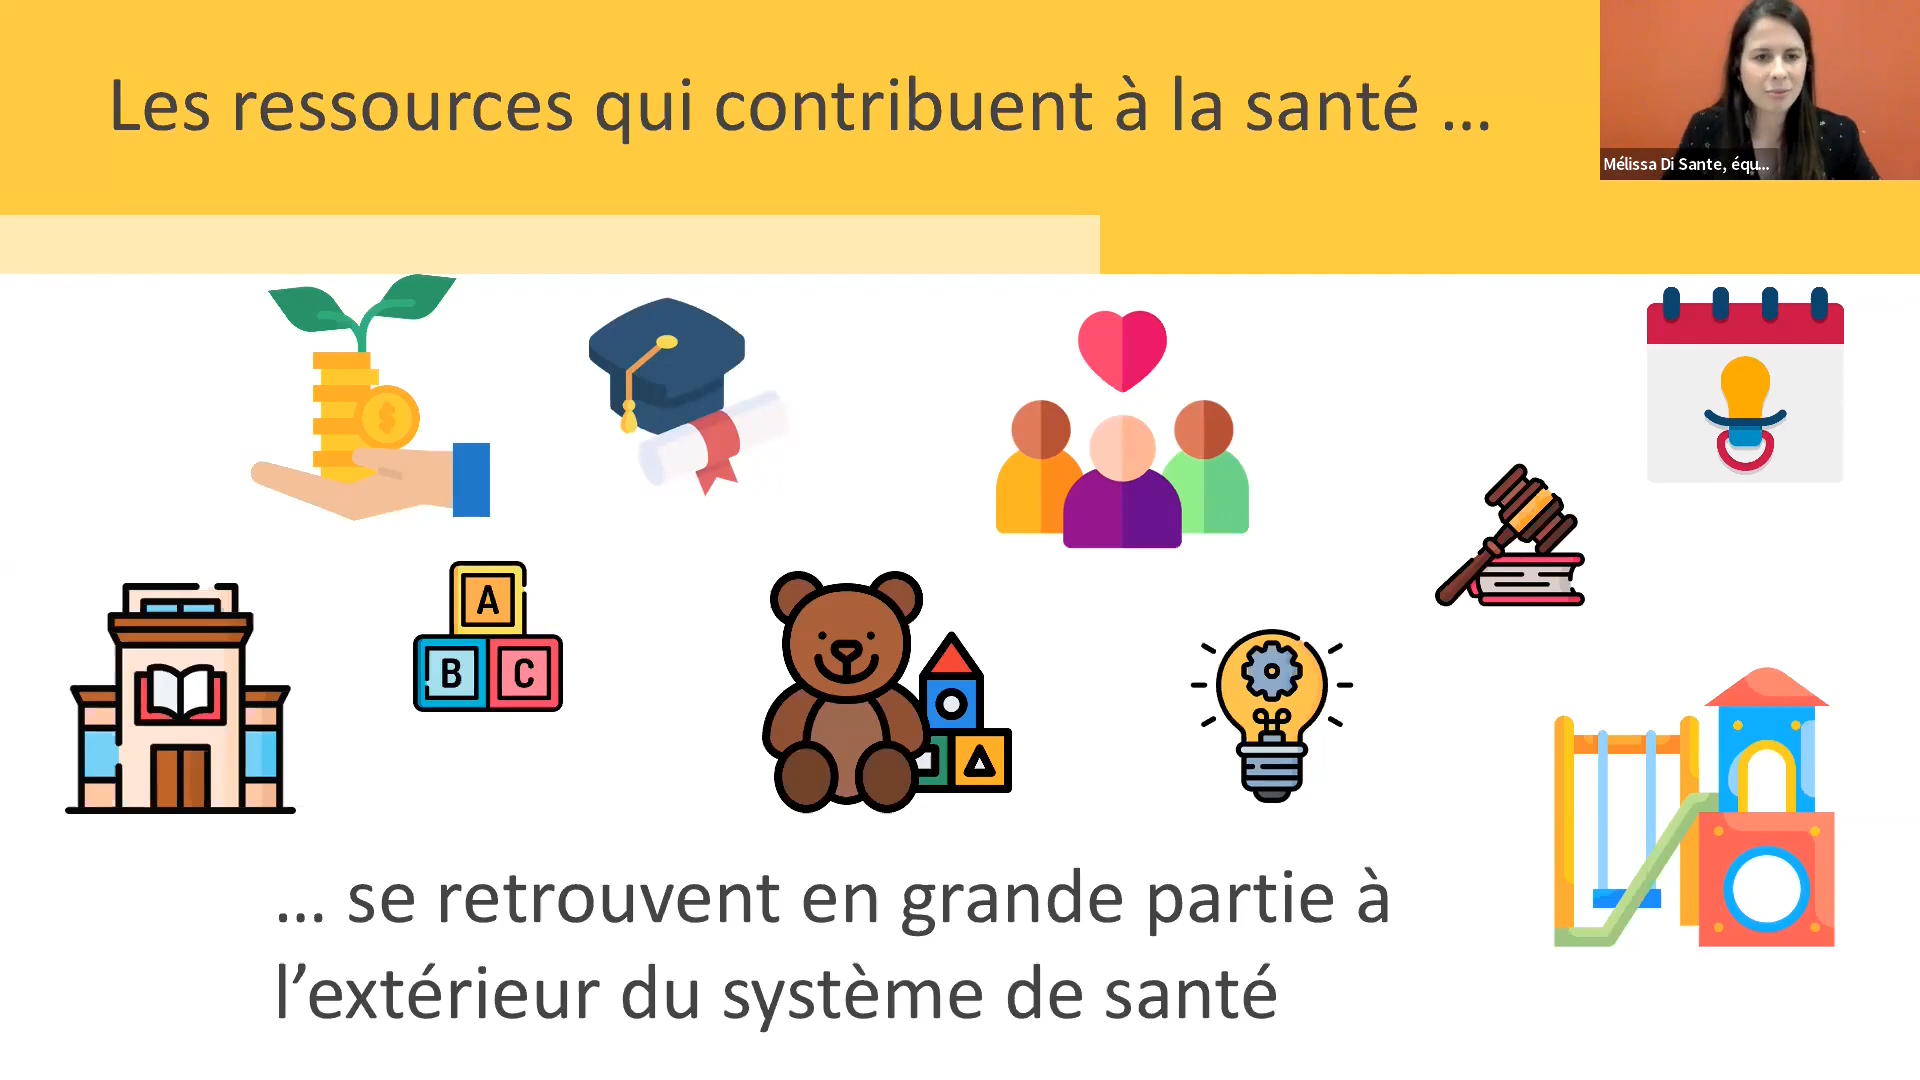 Les ressources qui contribuent à la santé ...
Mélissa Di Sante, équ...
$
A
B C
... se retrouvent en grande partie à
l’extérieur du système de santé